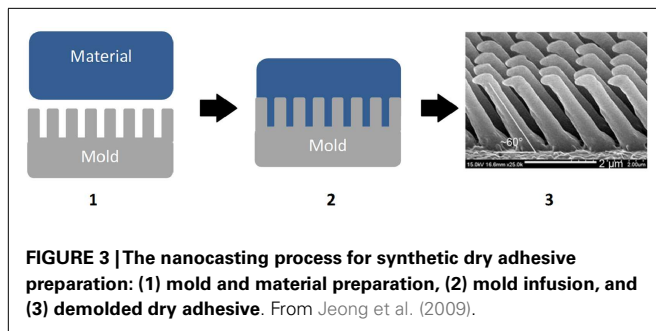 Material
Mold
Mold
~60°
15.0kV 16.6mm x25.0k
2 μm
2.00um
1
2
3
FIGURE 3 | The nanocasting process for synthetic dry adhesive
preparation: (1) mold and material preparation, (2) mold infusion, and
(3) demolded dry adhesive. From Jeong et al. (2009).